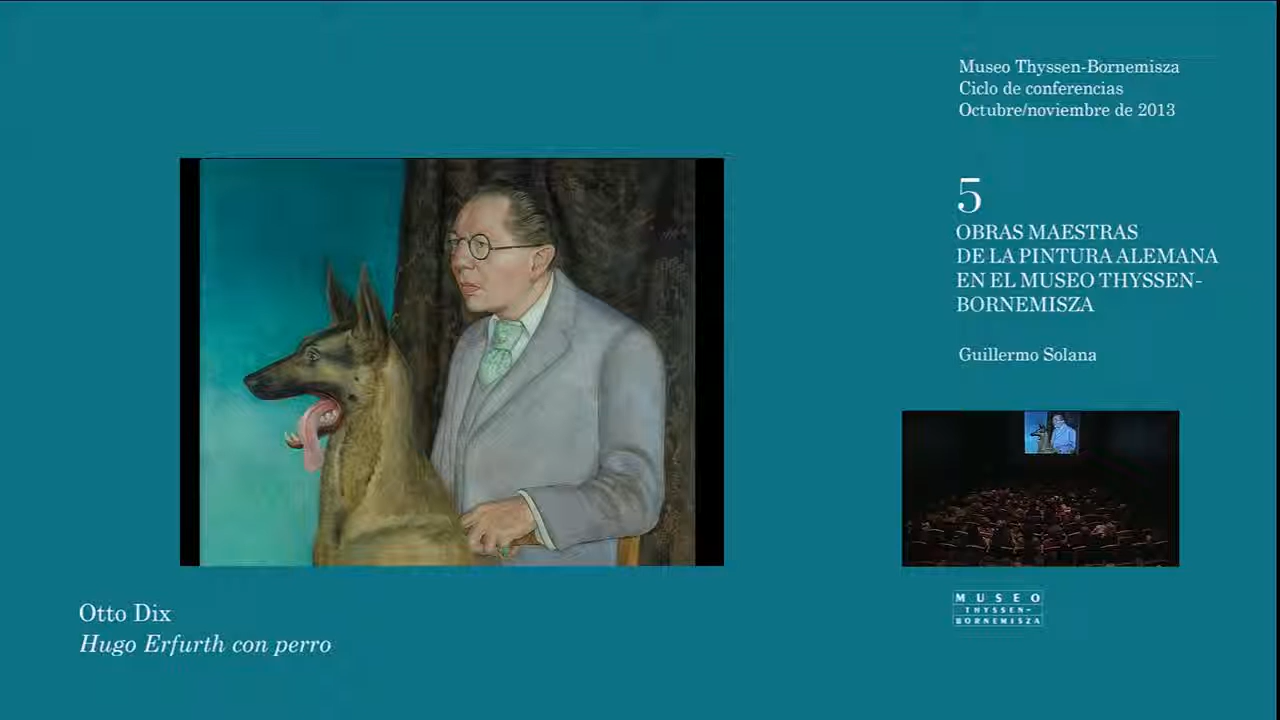 Museo Thyssen-Bornemisza
Ciclo de conferencias
Octubre/noviembre de 2013
5
OBRAS MAESTRAS
DE LA PINTURA ALEMANA
EN EL MUSEO THYSSEN-
BORNEMISZA
Guillermo Solana
MUSEO
THYSSEN-
BORNEMISZA
Otto Dix
Hugo Erfurth con perro